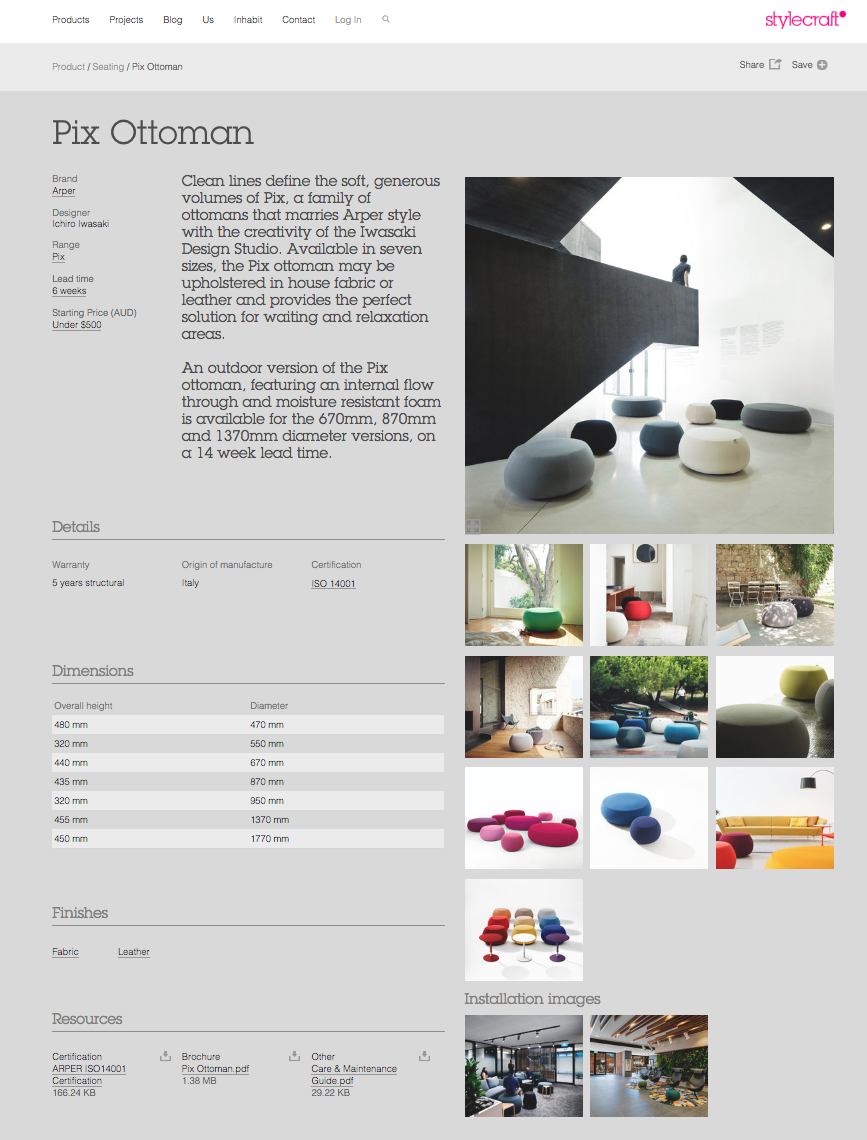 Products Projects Blog Us Inhabit Contact Log In
stylecraft
Product / Seating / Pix Ottoman
Share Save
Pix Ottoman
Brand
Arper
Designer
Ichiro Iwasaki
Range
Pix
Lead time
6 weeks
Starting Price (AUD)
Under $500
Clean lines define the soft, generous
volumes of Pix, a family of
ottomans that marries Arper style
with the creativity of the Iwasaki
Design Studio. Available in seven
sizes, the Pix ottoman may be
upholstered in house fabric or
leather and provides the perfect
solution for waiting and relaxation
areas.
An outdoor version of the Pix
ottoman, featuring an internal flow
through and moisture resistant foam
is available for the 670mm, 870mm
and 1370mm diameter versions, on
a 14 week lead time.
Details
Warranty Origin of manufacture Certification
5 years structural Italy ISO 14001
Dimensions
Overall height Diameter
480 mm 470 mm
320 mm 550 mm
440 mm 670 mm
435 mm 870 mm
320 mm 950 mm
455 mm 1370 mm
450 mm 1770 mm
Finishes
Fabric Leather
Resources
Certification
ARPER ISO14001
Certification
166.24 KB
Brochure
Pix Ottoman.pdf
1.38 MB
Other
Care & Maintenance
Guide.pdf
29.22 KB
Installation images